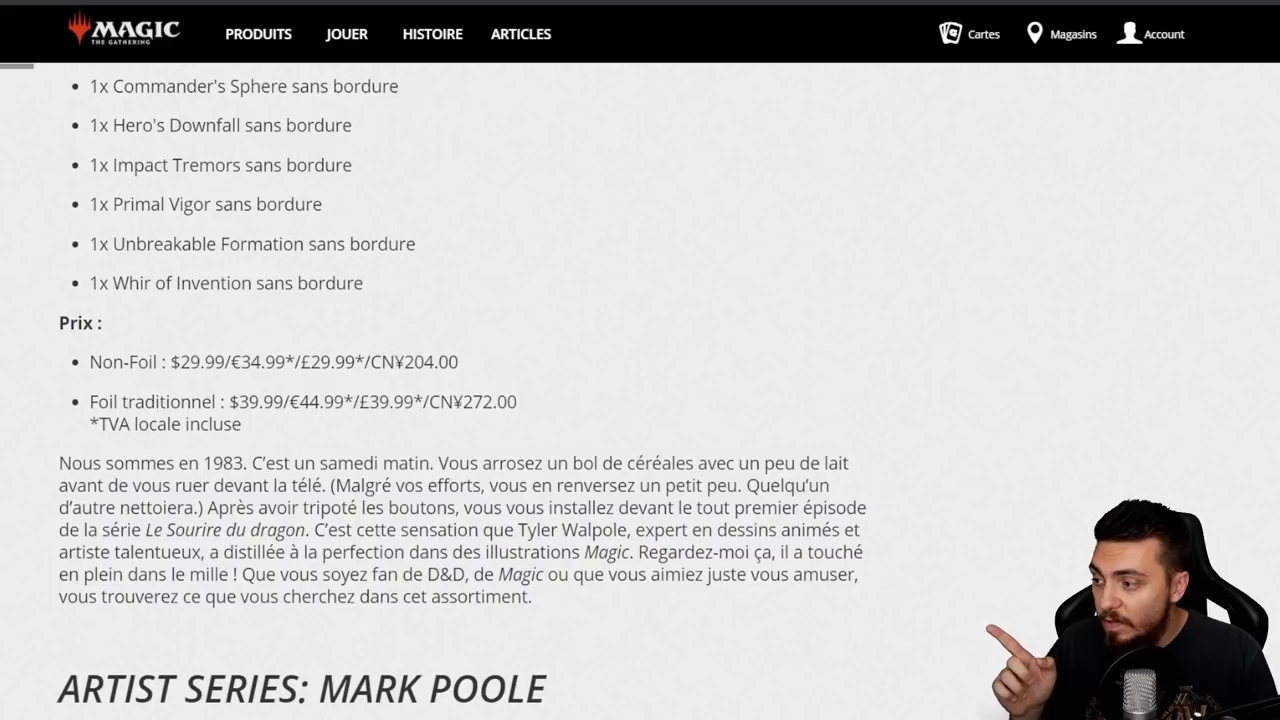 MAGIC
THE GATHERING
PRODUITS
JOUER
HISTOIRE
ARTICLES
Cartes
Magasins
Account
1x Commander's Sphere sans bordure
1x Hero's Downfall sans bordure
1x Impact Tremors sans bordure
1x Primal Vigor sans bordure
1x Unbreakable Formation sans bordure
1x Whir of Invention sans bordure
Prix :
Non-Foil : $29.99/€34.99*/£29.99*/CN¥204.00
Foil traditionnel : $39.99/€44.99*/£39.99*/CN¥272.00
*TVA locale incluse
Nous sommes en 1983. C’est un samedi matin. Vous arrosez un bol de céréales avec un peu de lait
avant de vous ruer devant la télé. (Malgré vos efforts, vous en renversez un petit peu. Quelqu’un
d’autre nettoiera.) Après avoir tripoté les boutons, vous vous installez devant le tout premier épisode
de la série Le Sourire du dragon. C’est cette sensation que Tyler Walpole, expert en dessins animés et
artiste talentueux, a distillée à la perfection dans des illustrations Magic. Regardez-moi ça, il a touché
en plein dans le mille ! Que vous soyez fan de D&D, de Magic ou que vous aimiez juste vous amuser,
vous trouverez ce que vous cherchez dans cet assortiment.
ARTIST SERIES: MARK POOLE